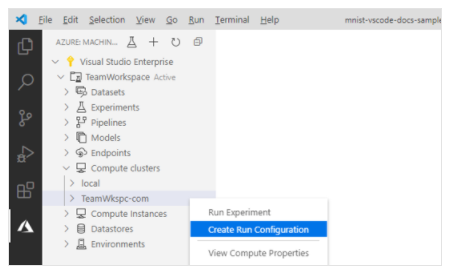 File Edit Selection View Go Run Terminal Help mnist-vscode-docs-sample
AZURE: MACHIN...
Visual Studio Enterprise
TeamWorkspace Active
Datasets
Experiments
Pipelines
Models
Endpoints
Compute clusters
local
TeamWkspc-com
Compute Instances
Datastores
Environments
Run Experiment
Create Run Configuration
View Compute Properties